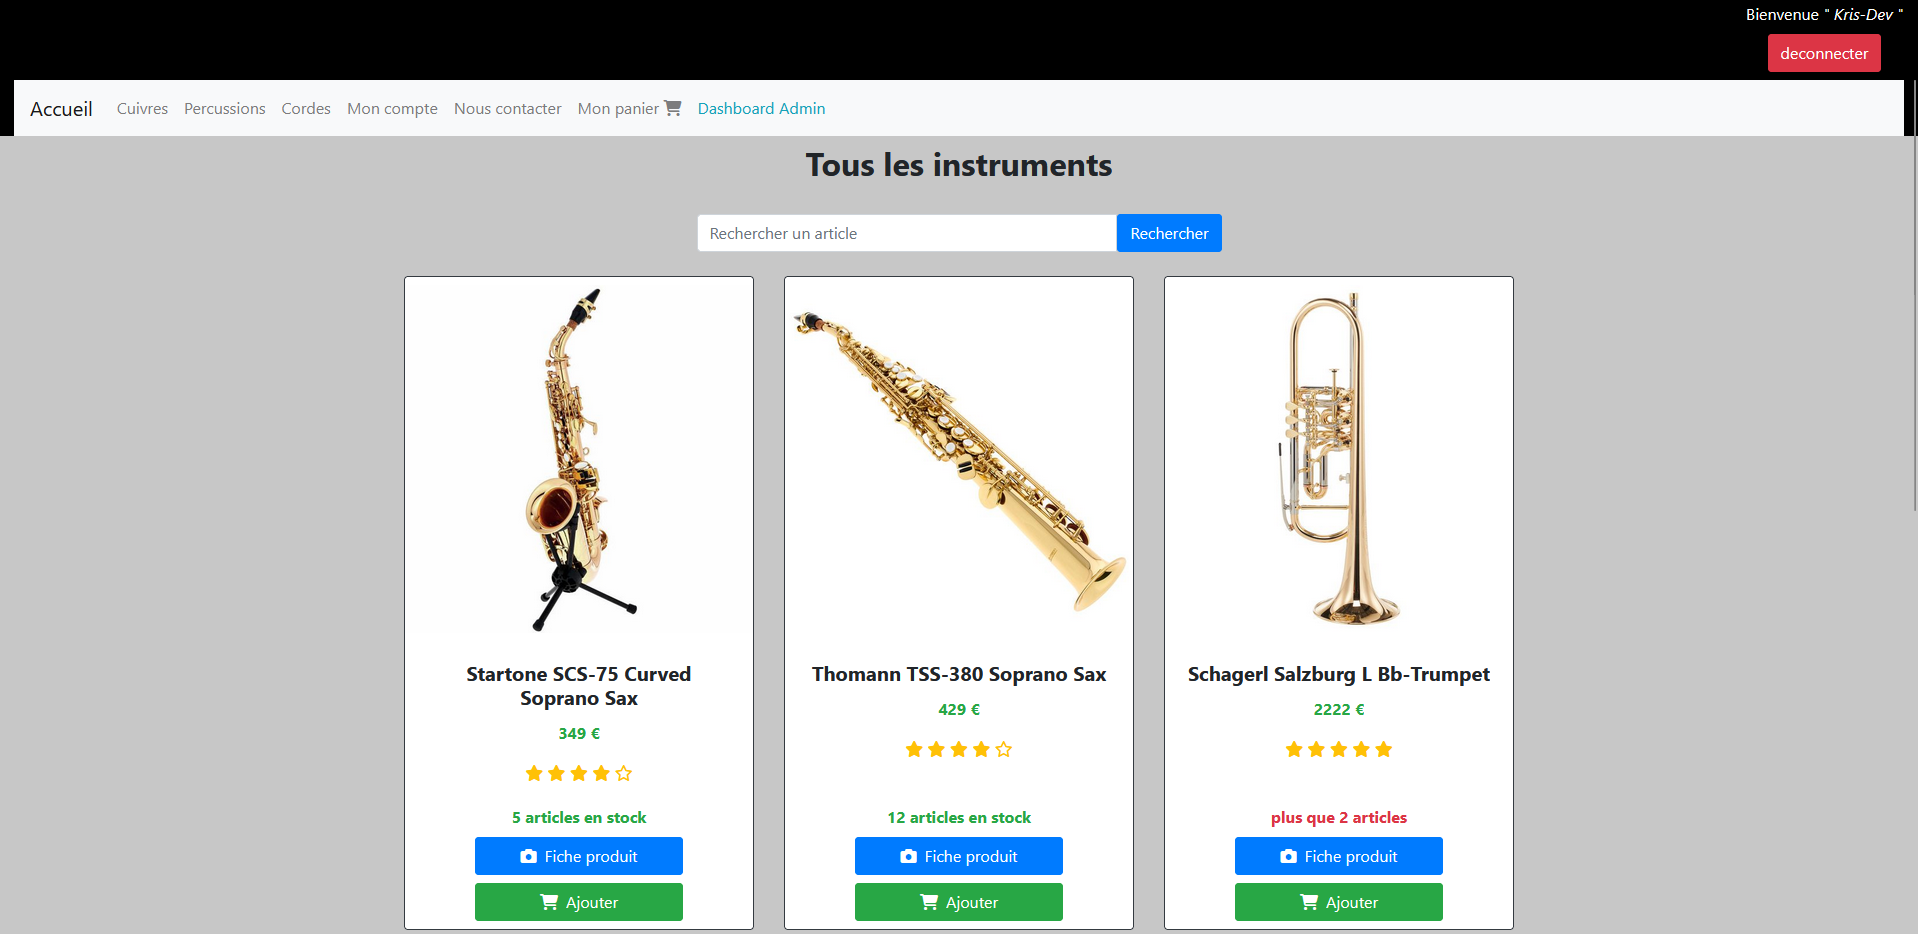 Bienvenue " Kris-Dev "
deconnecter
Accueil Cuivres Percussions Cordes Mon compte Nous contacter Mon panier Dashboard Admin
Tous les instruments
Rechercher un article Rechercher
Startone SCS-75 Curved
Soprano Sax
349 €
5 articles en stock
Fiche produit
Ajouter
Thomann TSS-380 Soprano Sax
429 €
12 articles en stock
Fiche produit
Ajouter
Schagerl Salzburg L Bb-Trumpet
2222 €
plus que 2 articles
Fiche produit
Ajouter